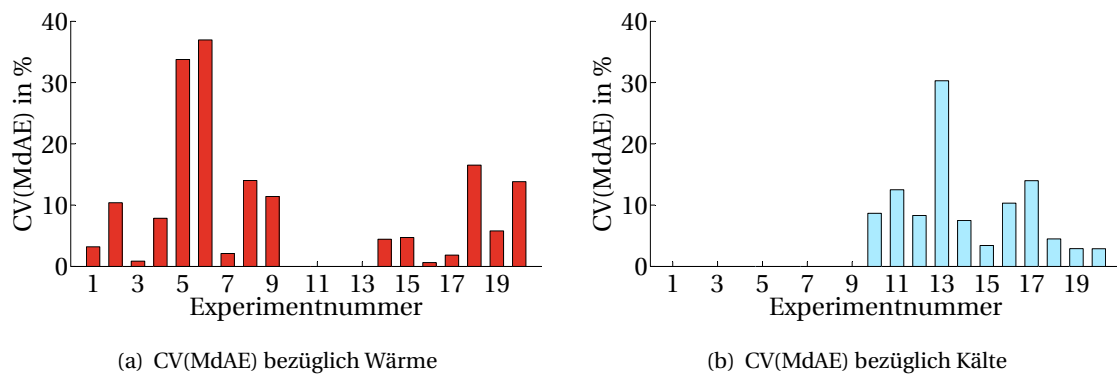 40
30
20
10
0
CV(MdAE) in %
1 3 5 7 9 11 13 15 17 19
Experimentnummer
(a) CV(MdAE) bezüglich Wärme
40
30
20
10
0
CV(MdAE) in %
1 3 5 7 9 11 13 15 17 19
Experimentnummer
(b) CV(MdAE) bezüglich Kälte